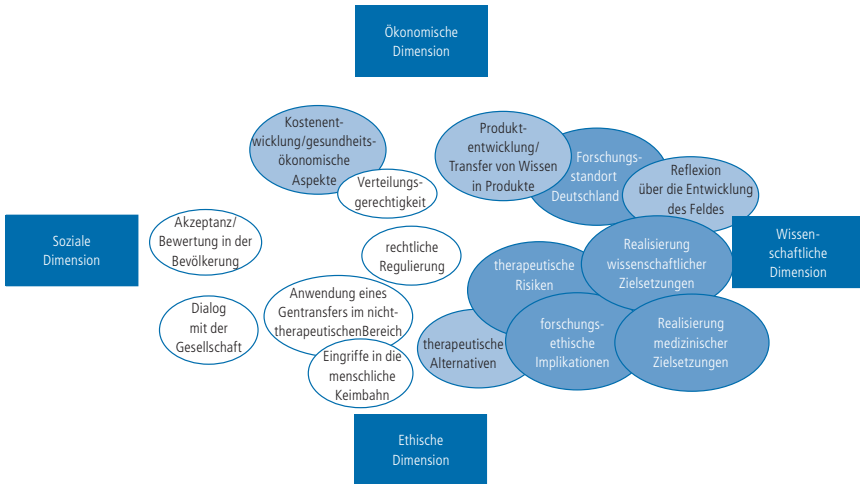 Ökonomische
Dimension
Kostenent-
wicklung/gesundheits-
ökonomische
Aspekte
Produkt-
entwicklung/
Transfer von Wissen
in Produkte
Forschungs-
standort
Deutschland
Reflexion
über die Entwicklung
des Feldes
Verteilungs-
gerechtigkeit
Soziale
Dimension
Akzeptanz/
Bewertung in der
Bevölkerung
rechtliche
Regulierung
therapeutische
Risiken
Realisierung
wissenschaftlicher
Zielsetzungen
Wissen-
schaftliche
Dimension
Dialog
mit der
Gesellschaft
Anwendung eines
Gentransfers im nicht-
therapeutischenBereich
Eingriffe in die
menschliche
Keimbahn
therapeutische
Alternativen
forschungs-
ethische
Implikationen
Realisierung
medizinischer
Zielsetzungen
Ethische
Dimension